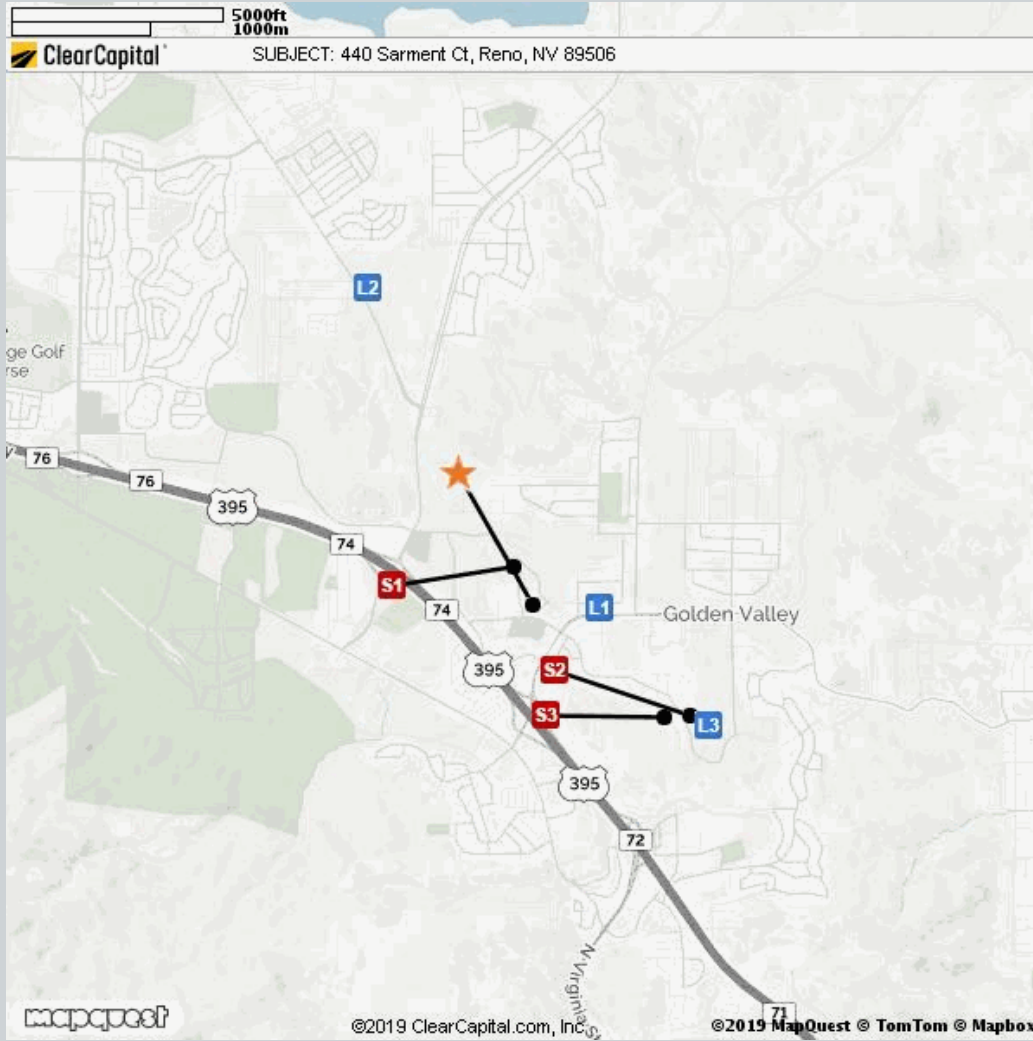 5000ft
1000m
ClearCapital
SUBJECT: 440 Sarment Ct, Reno, NV 89506
L2
ge Golf
rse
y
76
76
395
74
S1
74
L1
Golden Valley
395
S2
S3
L3
395
72
N Virginia St
71
mapquest
©2019 ClearCapital.com, Inc.
©2019 MapQuest © TomTom © Mapbox